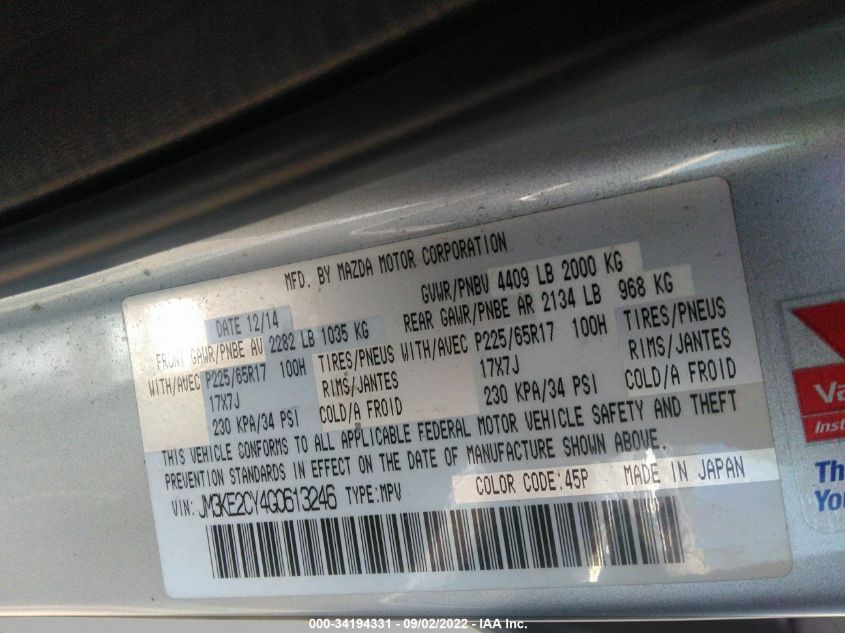 MFD. BY MAZDA MOTOR CORPORATION
DATE 12/14 GVWR/PNBV 4409 LB 2000 KG
FRONT GAWR/PNBE AV 2282 LB 1035 KG REAR GAWR/PNBE AR 2134 LB 968 KG
WITH/AVEC P225/65R17 100H TIRES/PNEUS WITH/AVEC P225/65R17 100H TIRES/PNEUS
17X7J RIMS/JANTES 17X7J RIMS/JANTES
230 KPA/34 PSI COLD/A FROID 230 KPA/34 PSI COLD/A FROID
THIS VEHICLE CONFORMS TO ALL APPLICABLE FEDERAL MOTOR VEHICLE SAFETY AND THEFT
PREVENTION STANDARDS IN EFFECT ON THE DATE OF MANUFACTURE SHOWN ABOVE.
VIN: JM3KE2CY4G0613246 TYPE:MPV COLOR CODE:45P MADE IN JAPAN
000-34194331 - 09/02/2022 - IAA Inc.